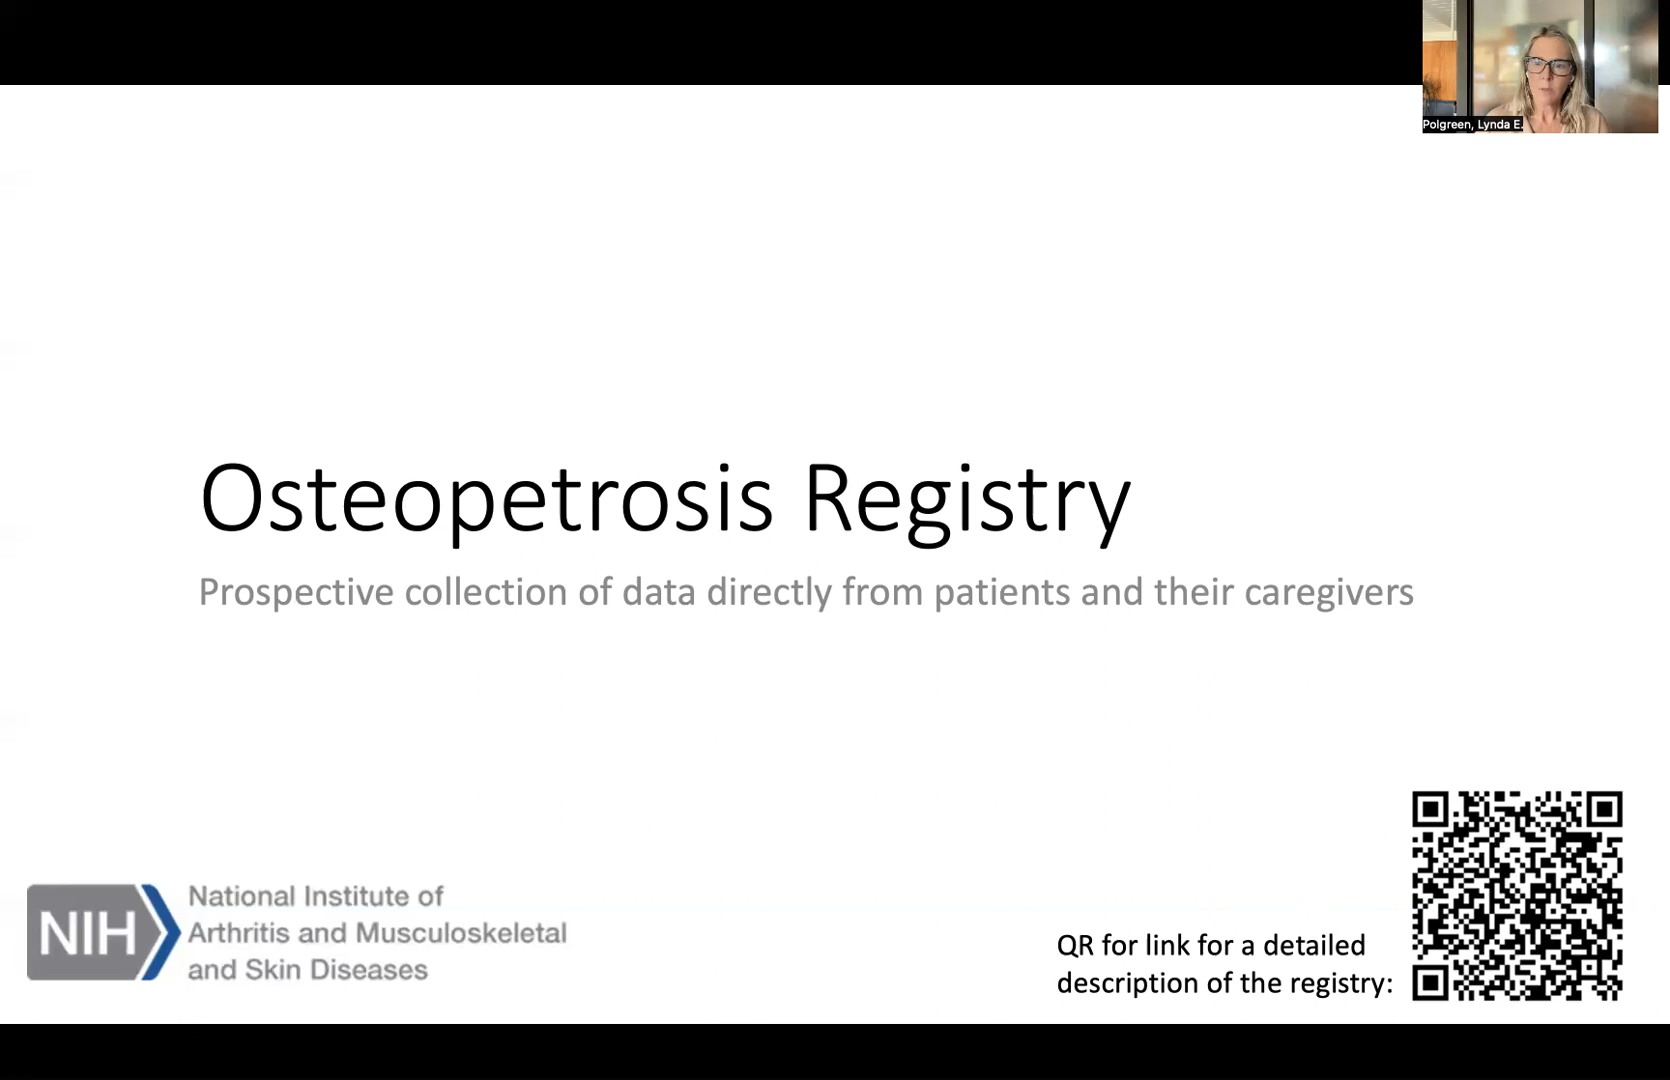 Polgreen, Lynda E.
Osteopetrosis Registry
Prospective collection of data directly from patients and their caregivers
NIH
National Institute of
Arthritis and Musculoskeletal
and Skin Diseases
QR for link for a detailed
description of the registry: